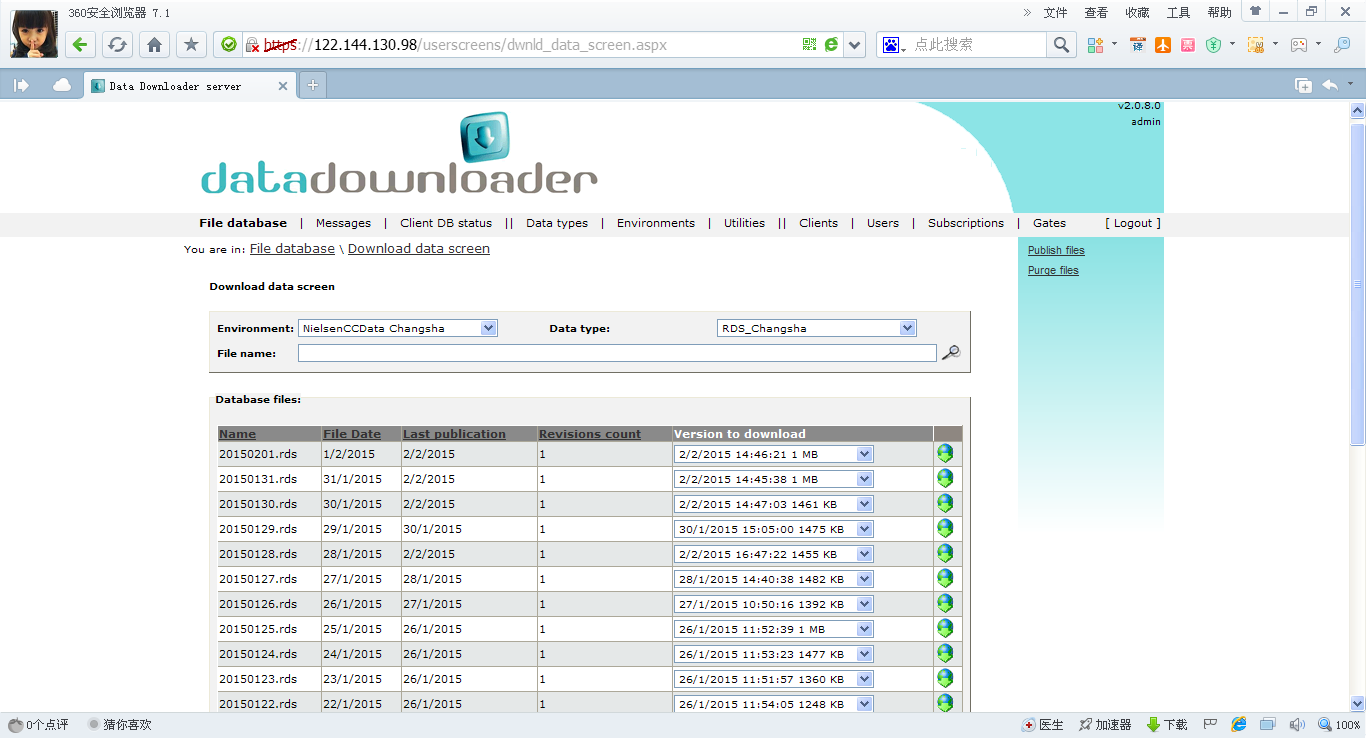 360安全浏览器 7.1 » 文件 查看 收藏 工具 帮助
https://122.144.130.98/userscreens/dwnld_data_screen.aspx 点此搜索 译 票
Data Downloader server
v2.0.8.0
admin
datadownloader
File database | Messages | Client DB status || Data types | Environments | Utilities || Clients | Users | Subscriptions | Gates [ Logout ]
You are in: File database \ Download data screen
Publish files
Purge files
Download data screen
Environment: NielsenCCData Changsha Data type: RDS_Changsha
File name:
Database files:
Name File Date Last publication Revisions count Version to download
20150201.rds 1/2/2015 2/2/2015 1 2/2/2015 14:46:21 1 MB
20150131.rds 31/1/2015 2/2/2015 1 2/2/2015 14:45:38 1 MB
20150130.rds 30/1/2015 2/2/2015 1 2/2/2015 14:47:03 1461 KB
20150129.rds 29/1/2015 30/1/2015 1 30/1/2015 15:05:00 1475 KB
20150128.rds 28/1/2015 2/2/2015 1 2/2/2015 16:47:22 1455 KB
20150127.rds 27/1/2015 28/1/2015 1 28/1/2015 14:40:38 1482 KB
20150126.rds 26/1/2015 27/1/2015 1 27/1/2015 10:50:16 1392 KB
20150125.rds 25/1/2015 26/1/2015 1 26/1/2015 11:52:39 1 MB
20150124.rds 24/1/2015 26/1/2015 1 26/1/2015 11:53:23 1477 KB
20150123.rds 23/1/2015 26/1/2015 1 26/1/2015 11:51:57 1360 KB
20150122.rds 22/1/2015 26/1/2015 1 26/1/2015 11:54:05 1248 KB
0个点评 猜你喜欢 医生 加速器 下载 100%